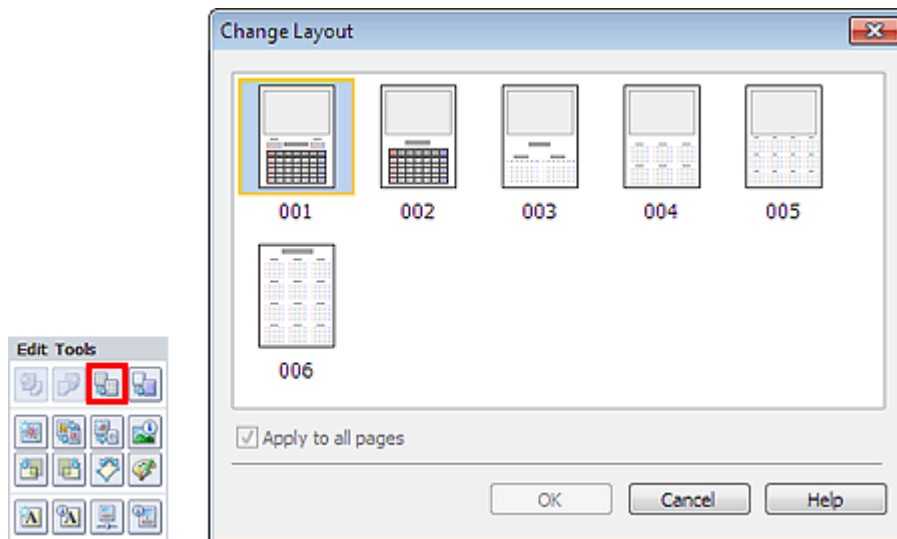 Change Layout
001 002 003 004 005
006
Edit Tools
Apply to all pages
OK Cancel Help